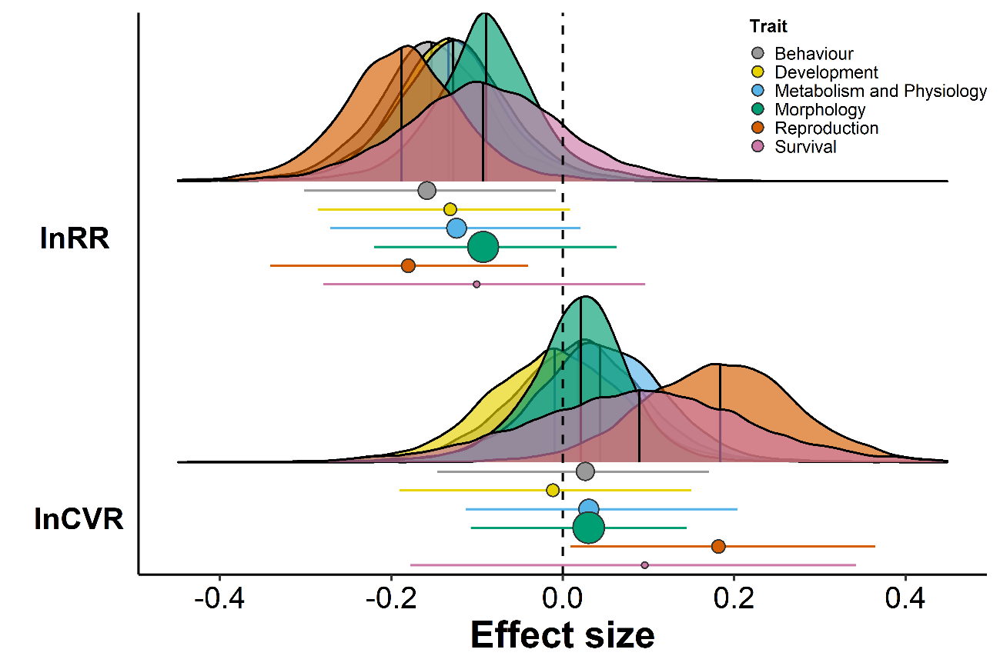 Trait
Behaviour
Development
Metabolism and Physiology
Morphology
Reproduction
Survival
lnRR
lnCVR
-0.4 -0.2 0.0 0.2 0.4
Effect size